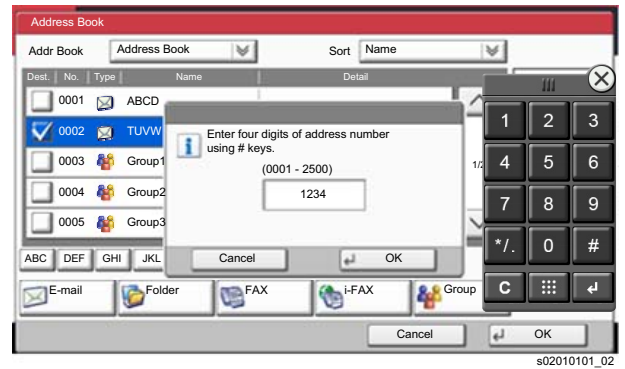 Address Book
Addr Book Address Book Sort Name
Dest. No. Type Name Detail
0001 ABCD
0002 TUVW
0003 Group1
0004 Group2
0005 Group3
Enter four digits of address number
using # keys.
(0001 - 2500)
1234
Cancel OK
ABC DEF GHI JKL
E-mail Folder FAX i-FAX Group
Cancel OK
1 2 3
4 5 6
7 8 9
*/. 0 #
C
s02010101_02